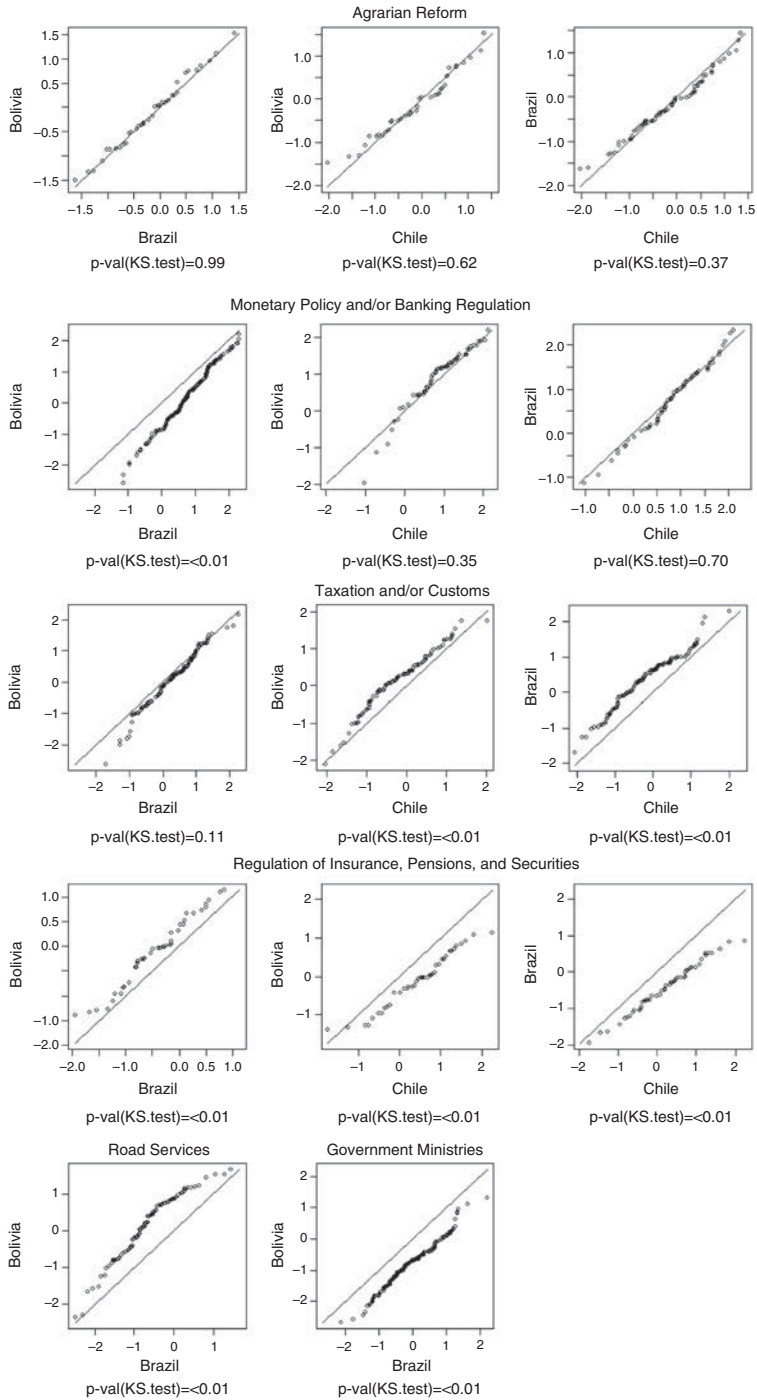 Agrarian Reform
1.5
0.5
−0.5
−1.5
Bolivia
−1.5 −0.5 0.0 0.5 1.0 1.5
Brazil
p-val(KS.test)=0.99
1.0
0.0
−1.0
−2.0
Bolivia
−2.0 −1.0 0.0 1.0
Chile
p-val(KS.test)=0.62
1.0
0.0
−1.0
−2.0
Brazil
−2.0 −1.0 0.0 1.0 1.5
Chile
p-val(KS.test)=0.37
Monetary Policy and/or Banking Regulation
2
1
0
−1
−2
Bolivia
−2 −1 0 1 2
Brazil
p-val(KS.test)=<0.01
2
1
0
−1
−2
Bolivia
−2 −1 0 1 2
Chile
p-val(KS.test)=0.35
2.0
1.0
0.0
−1.0
Brazil
−1.0 0.0 0.5 1.0 1.5 2.0
Chile
p-val(KS.test)=0.70
Taxation and/or Customs
2
1
0
−1
−2
Bolivia
−2 −1 0 1 2
Brazil
p-val(KS.test)=0.11
2
1
0
−1
−2
Bolivia
−2 −1 0 1 2
Chile
p-val(KS.test)=<0.01
2
1
0
−1
−2
Brazil
−2 −1 0 1 2
Chile
p-val(KS.test)=<0.01
Regulation of Insurance, Pensions, and Securities
1.0
0.5
0.0
−1.0
−2.0
Bolivia
−2.0 −1.0 0.0 0.5 1.0
Brazil
p-val(KS.test)=<0.01
2
1
0
−1
Bolivia
−1 0 1 2
Chile
p-val(KS.test)=<0.01
2
1
0
−1
−2
Brazil
−2 −1 0 1 2
Chile
p-val(KS.test)=<0.01
Road Services
1
0
−1
−2
Bolivia
−2 −1 0 1
Brazil
p-val(KS.test)=<0.01
Government Ministries
2
1
0
−1
−2
Bolivia
−2 −1 0 1 2
Brazil
p-val(KS.test)=<0.01